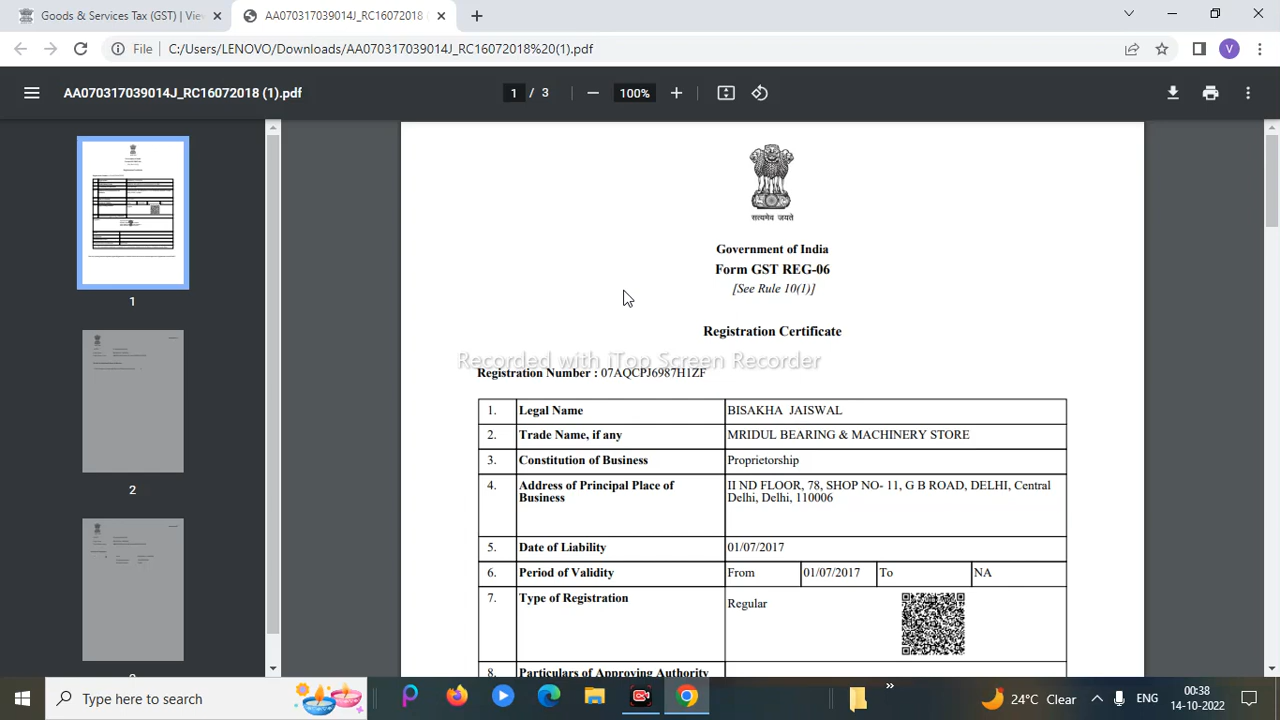 Goods & Services Tax (GST) | Vie
AA070317039014J_RC16072018
File
C:/Users/LENOVO/Downloads/AA070317039014J_RC16072018%20(1).pdf
V
AA070317039014J_RC16072018 (1).pdf
1 / 3
100%
1
2
सत्यमेव जयते
Government of India
Form GST REG-06
[See Rule 10(1)]
Registration Certificate
Recorded with iTop Screen Recorder
Registration Number : 07AQCPJ6987H1ZF
1. Legal Name BISAKHA JAISWAL
2. Trade Name, if any MRIDUL BEARING & MACHINERY STORE
3. Constitution of Business Proprietorship
4. Address of Principal Place of Business II ND FLOOR, 78, SHOP NO- 11, G B ROAD, DELHI, Central Delhi, Delhi, 110006
5. Date of Liability 01/07/2017
6. Period of Validity From 01/07/2017 To NA
7. Type of Registration Regular
8. Particulars of Approving Authority
Type here to search
24°C Clear
ENG
00:38
14-10-2022